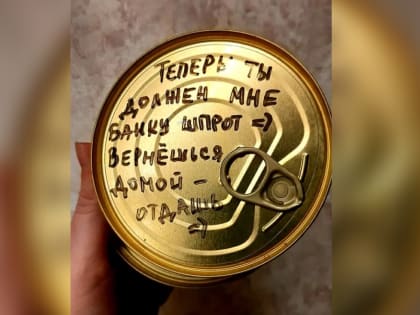 ТЕПЕРЬ ТЫ
ДОЛЖЕН МНЕ
БАНКУ ШПРОТ =)
ВЕРНЁШЬСЯ
ДОМОЙ -
ОТДАШЬ
=)